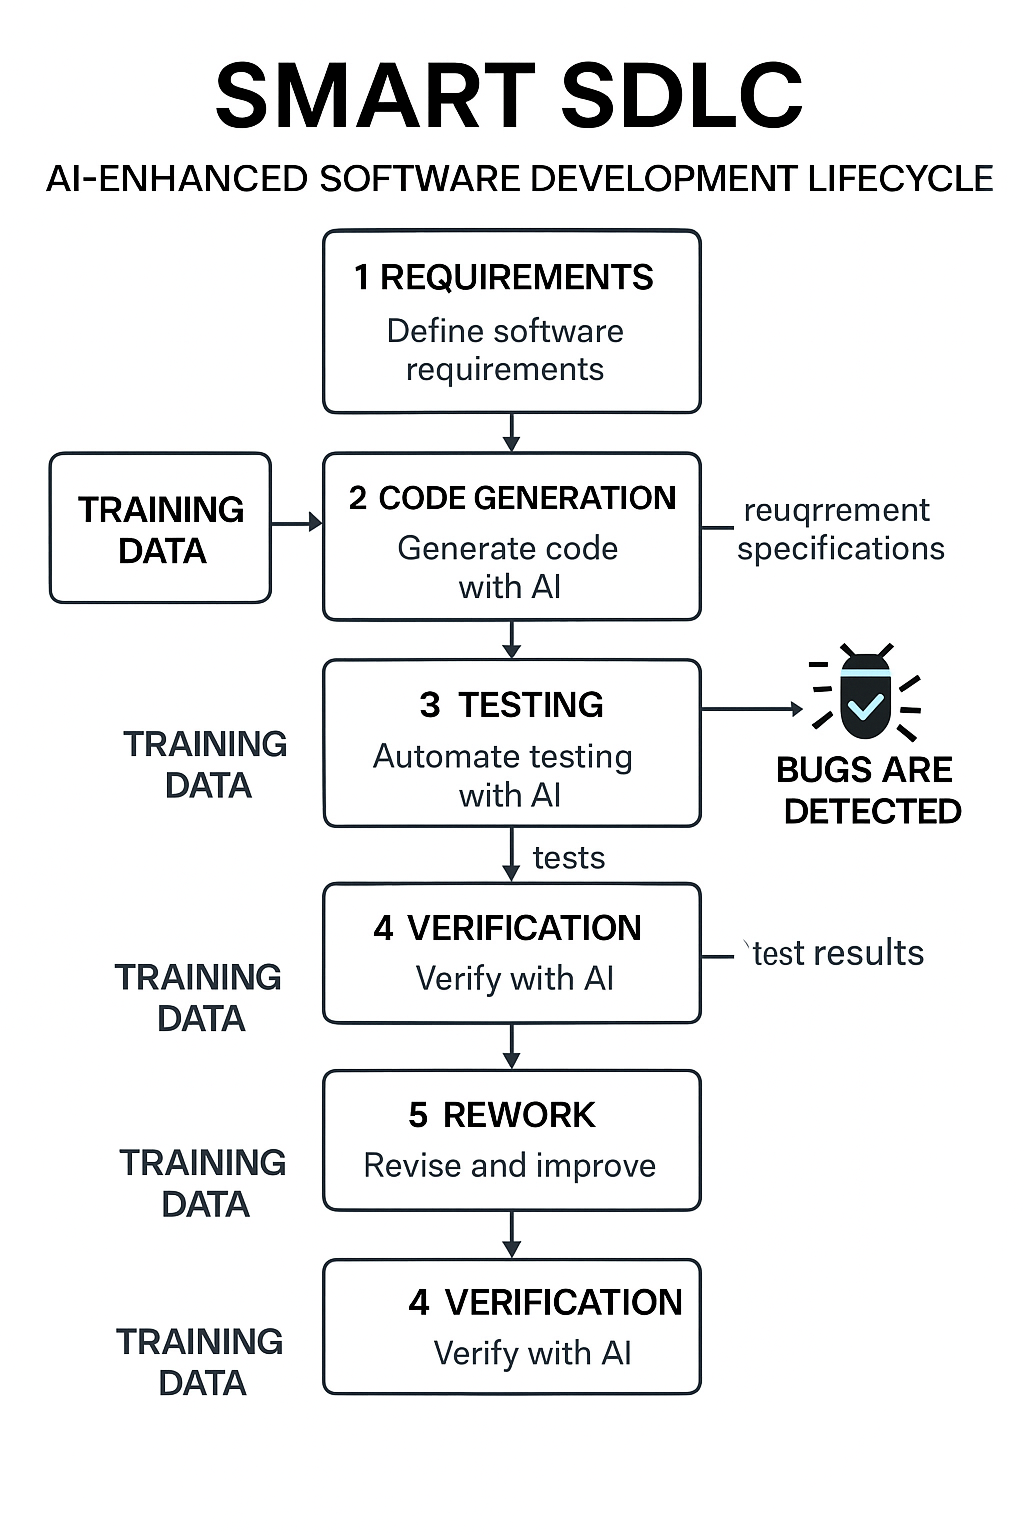 SMART SDLC
AI-ENHANCED SOFTWARE DEVELOPMENT LIFECYCLE
1 REQUIREMENTS
Define software
requirements
TRAINING
DATA
2 CODE GENERATION
Generate code
with AI
reuqrrement
specifications
3 TESTING
Automate testing
with AI
TRAINING
DATA
BUGS ARE
DETECTED
tests
4 VERIFICATION
Verify with AI
`test results
TRAINING
DATA
5 REWORK
Revise and improve
TRAINING
DATA
4 VERIFICATION
Verify with AI
TRAINING
DATA